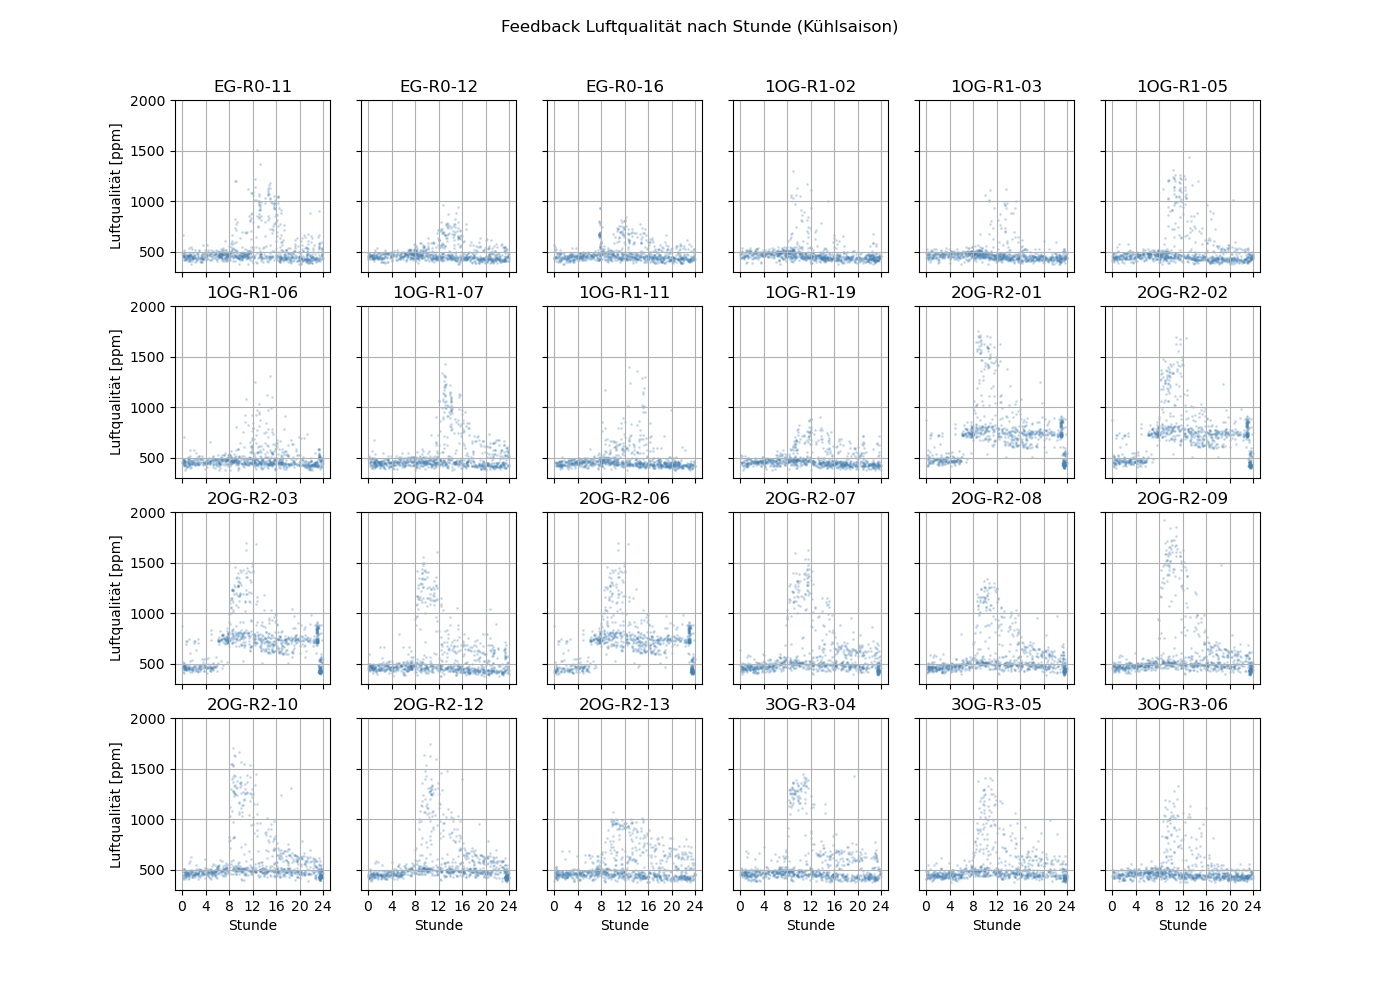 Feedback Luftqualität nach Stunde (Kühlsaison)
EG-R0-11 EG-R0-12 EG-R0-16 1OG-R1-02 1OG-R1-03 1OG-R1-05
2000
1500
1000
500
Luftqualität [ppm]
1OG-R1-06 1OG-R1-07 1OG-R1-11 1OG-R1-19 2OG-R2-01 2OG-R2-02
2000
1500
1000
500
Luftqualität [ppm]
2OG-R2-03 2OG-R2-04 2OG-R2-06 2OG-R2-07 2OG-R2-08 2OG-R2-09
2000
1500
1000
500
Luftqualität [ppm]
2OG-R2-10 2OG-R2-12 2OG-R2-13 3OG-R3-04 3OG-R3-05 3OG-R3-06
2000
1500
1000
500
Luftqualität [ppm]
0 4 8 12 16 20 24 0 4 8 12 16 20 24 0 4 8 12 16 20 24 0 4 8 12 16 20 24 0 4 8 12 16 20 24 0 4 8 12 16 20 24
Stunde Stunde Stunde Stunde Stunde Stunde